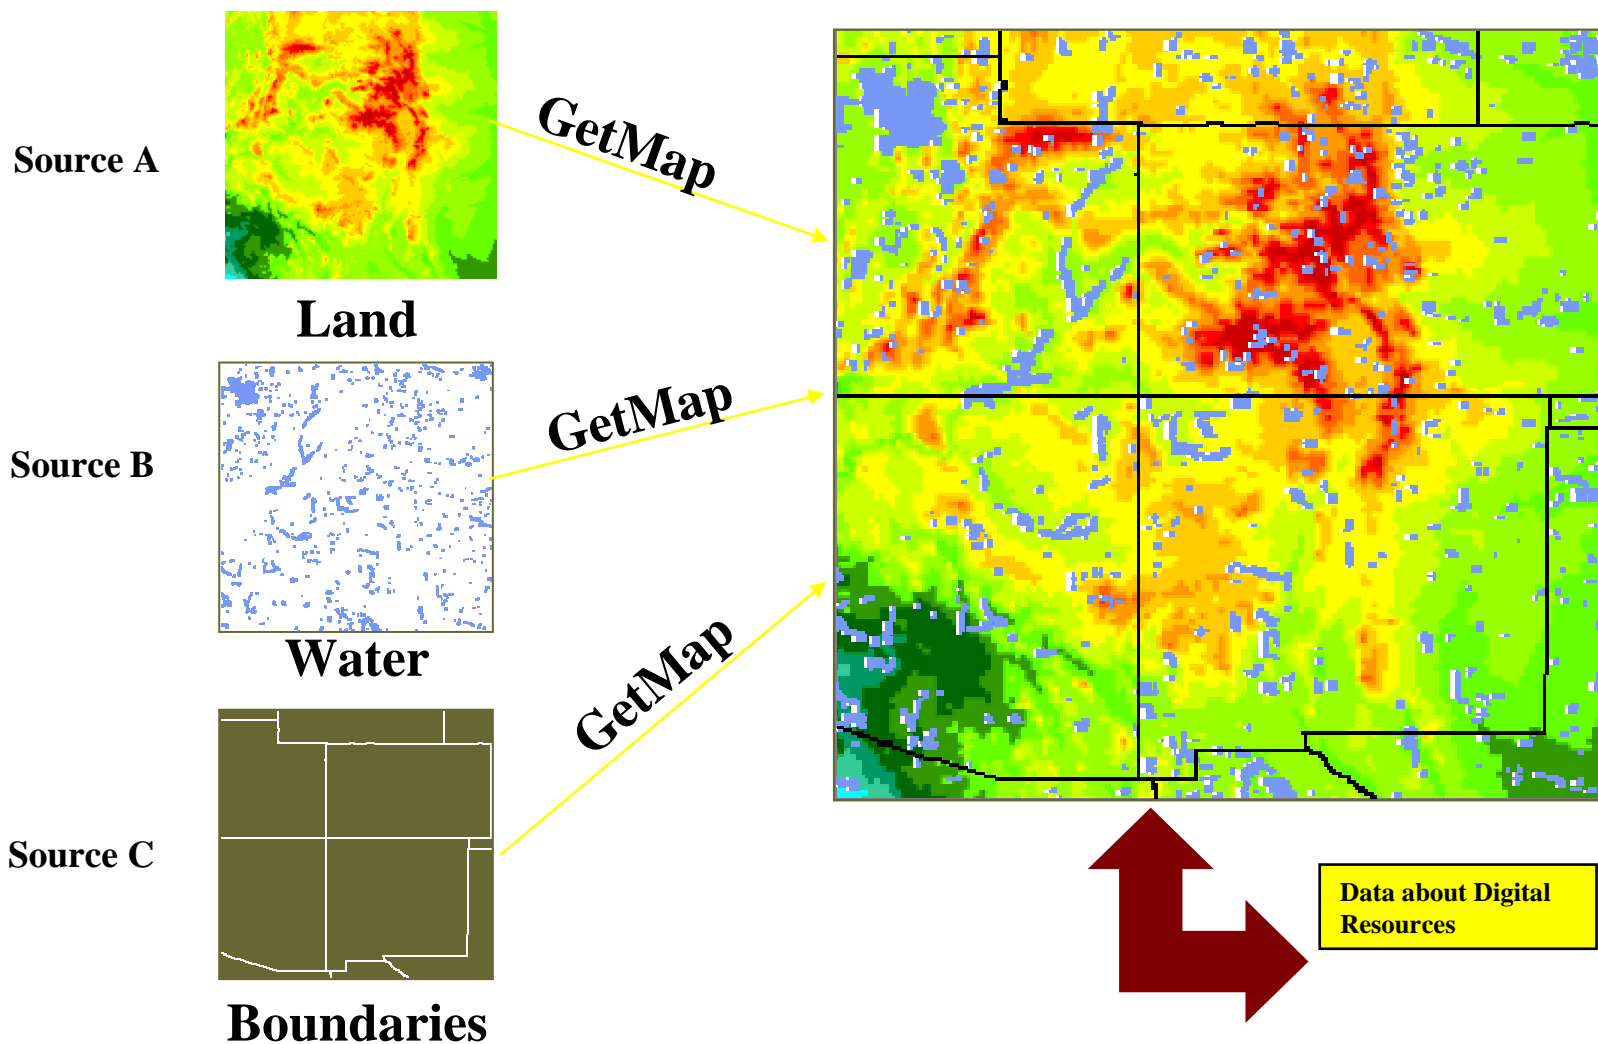 Source A
Land
GetMap
Source B
Water
GetMap
Source C
Boundaries
GetMap
Data about Digital
Resources